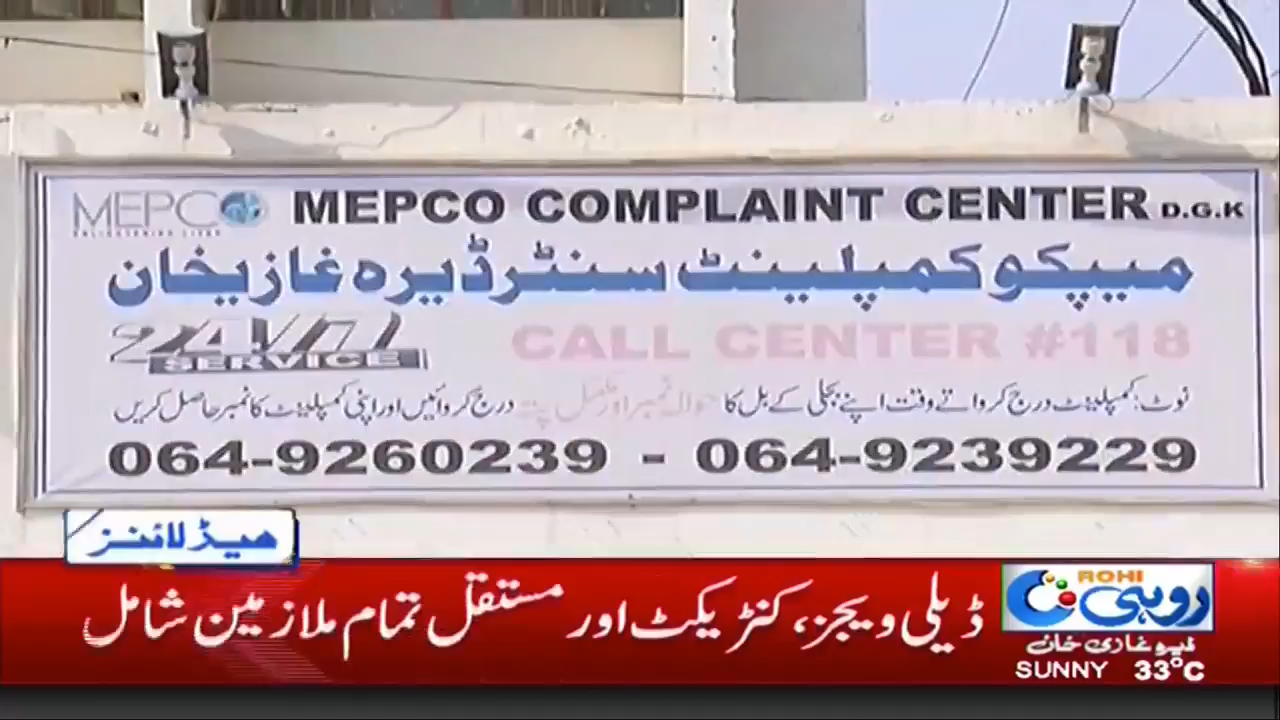 MEPCO MEPCO COMPLAINT CENTER D.G.K
میپکو کمپلینٹ سنٹر ڈیرہ غازیخان
24/7 SERVICE CALL CENTER #118
نوٹ: کمپلینٹ درج کرواتے وقت اپنے بجلی کے بل کا حوالہ نمبر اور مکمل پتہ درج کروائیں اور اپنی کمپلینٹ کا نمبر حاصل کریں
064-9260239 - 064-9239229
ھیڈ لائنز
ڈیلی ویجز، کنٹریکٹ اور مستقل تمام ملازمین شامل
ROHI
روہی
ڈیرہ غازی خان
SUNNY 33°C